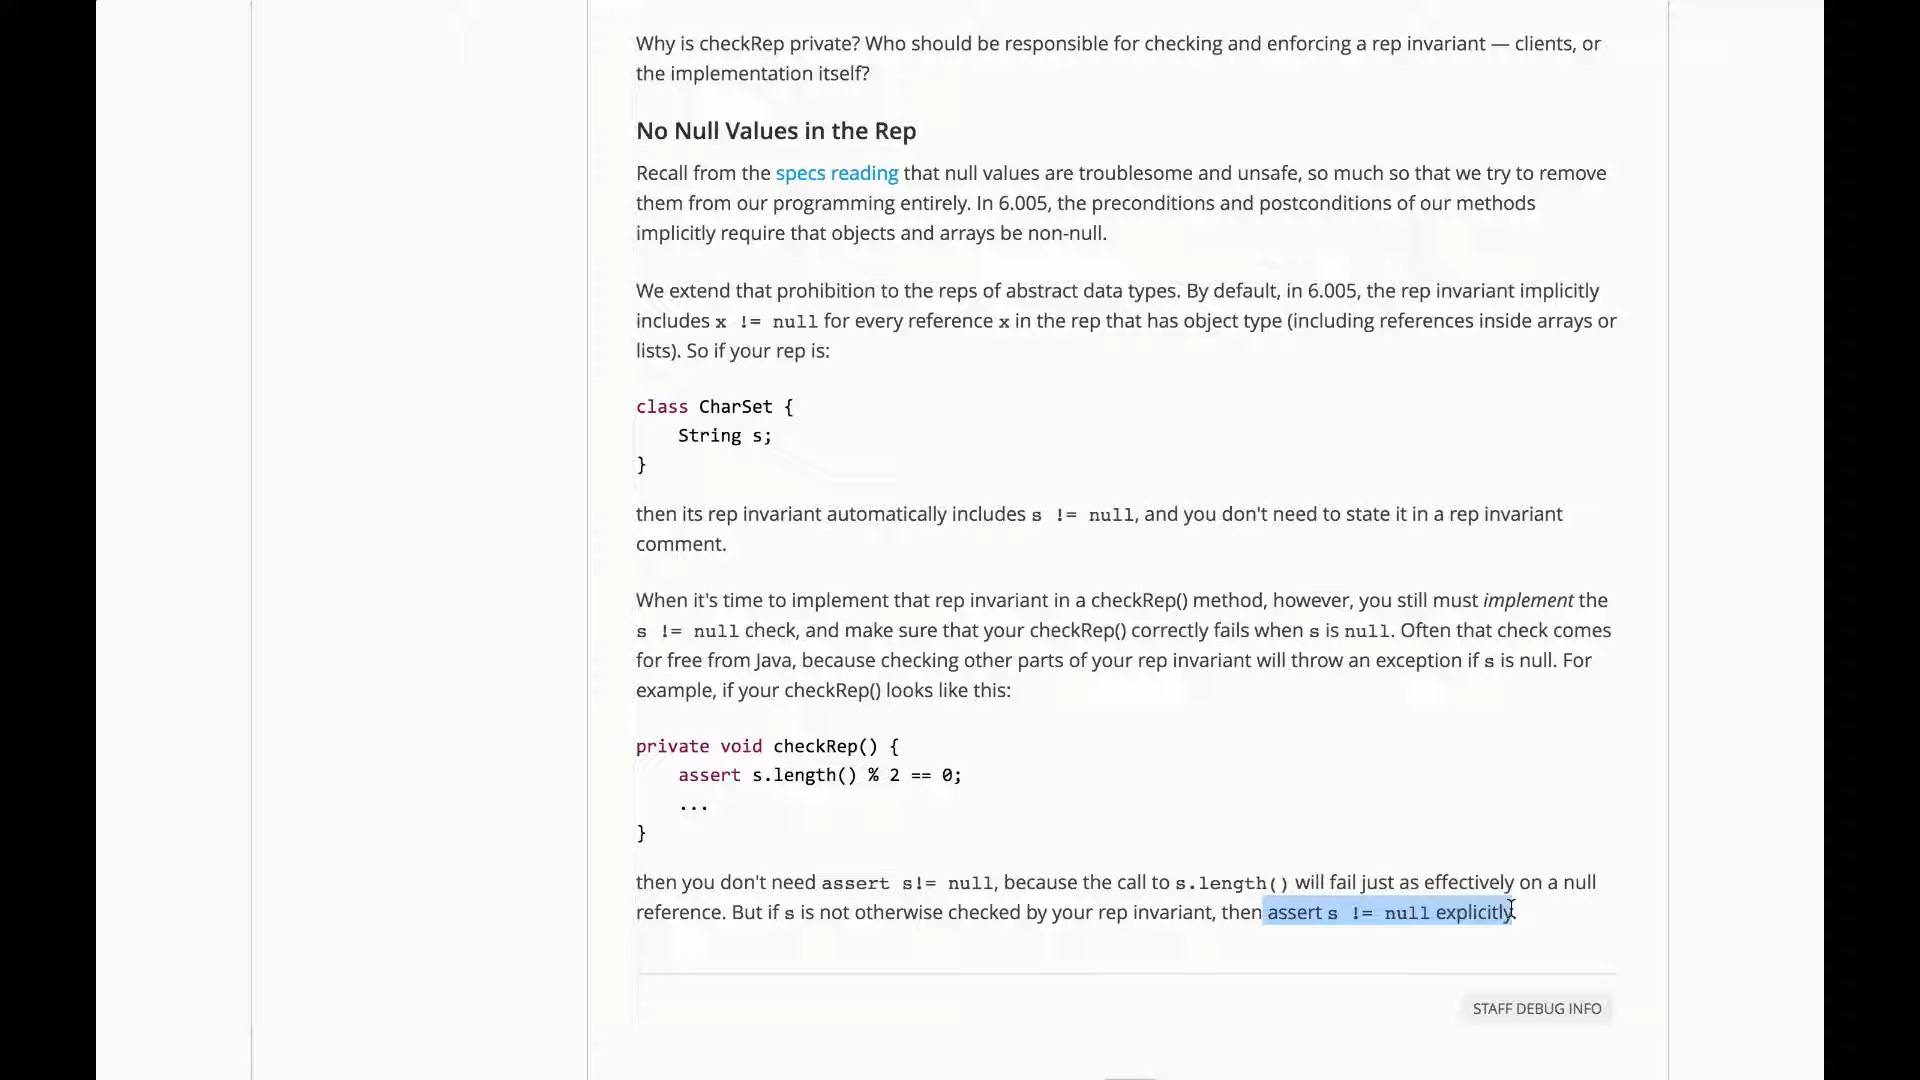 Why is checkRep private? Who should be responsible for checking and enforcing a rep invariant — clients, or
the implementation itself?
No Null Values in the Rep
Recall from the specs reading that null values are troublesome and unsafe, so much so that we try to remove
them from our programming entirely. In 6.005, the preconditions and postconditions of our methods
implicitly require that objects and arrays be non-null.
We extend that prohibition to the reps of abstract data types. By default, in 6.005, the rep invariant implicitly
includes x != null for every reference x in the rep that has object type (including references inside arrays or
lists). So if your rep is:
class CharSet {
    String s;
}
then its rep invariant automatically includes s != null, and you don't need to state it in a rep invariant
comment.
When it's time to implement that rep invariant in a checkRep() method, however, you still must implement the
s != null check, and make sure that your checkRep() correctly fails when s is null. Often that check comes
for free from Java, because checking other parts of your rep invariant will throw an exception if s is null. For
example, if your checkRep() looks like this:
private void checkRep() {
    assert s.length() % 2 == 0;
    ...
}
then you don't need assert s!= null, because the call to s.length() will fail just as effectively on a null
reference. But if s is not otherwise checked by your rep invariant, then assert s != null explicitly.
STAFF DEBUG INFO